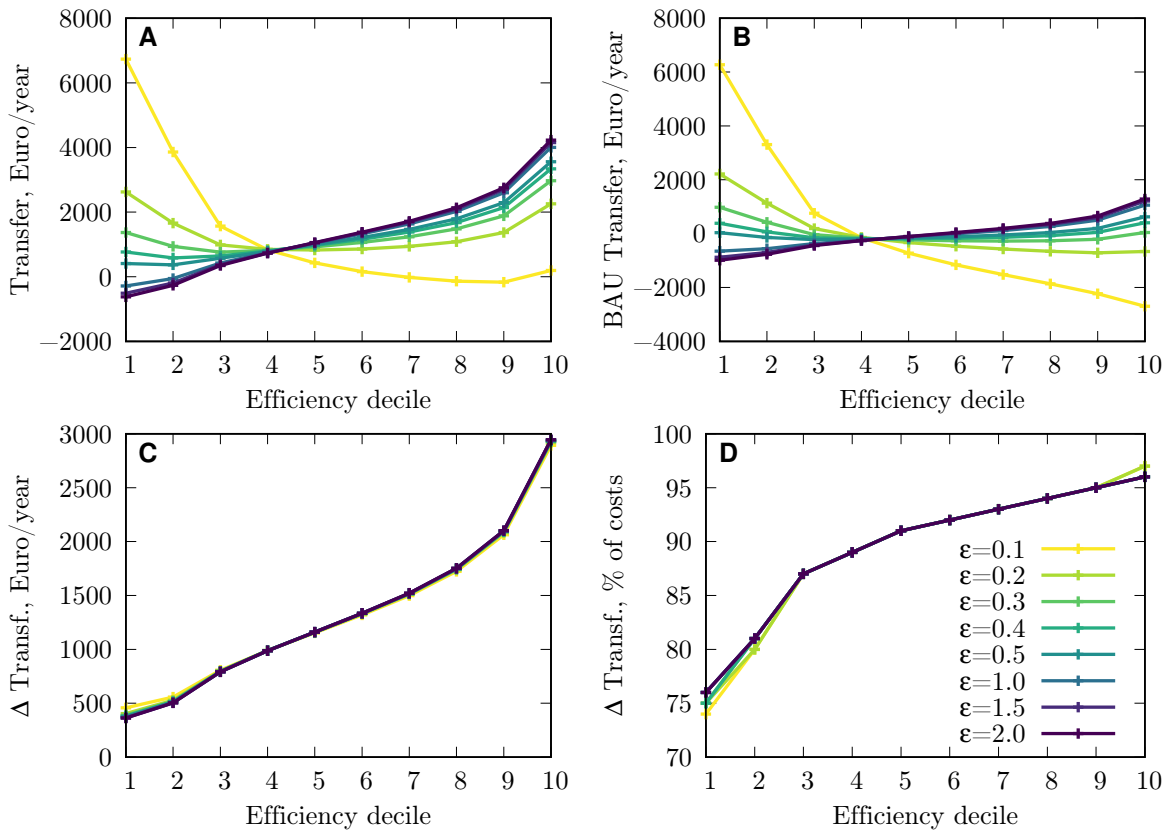 A
Transfer, Euro/year
8000
6000
4000
2000
0
−2000
1 2 3 4 5 6 7 8 9 10
Efficiency decile
B
BAU Transfer, Euro/year
8000
6000
4000
2000
0
−2000
−4000
1 2 3 4 5 6 7 8 9 10
Efficiency decile
C
Δ Transf., Euro/year
3000
2500
2000
1500
1000
500
0
1 2 3 4 5 6 7 8 9 10
Efficiency decile
D
Δ Transf., % of costs
100
95
90
85
80
75
70
1 2 3 4 5 6 7 8 9 10
Efficiency decile
ε=0.1
ε=0.2
ε=0.3
ε=0.4
ε=0.5
ε=1.0
ε=1.5
ε=2.0